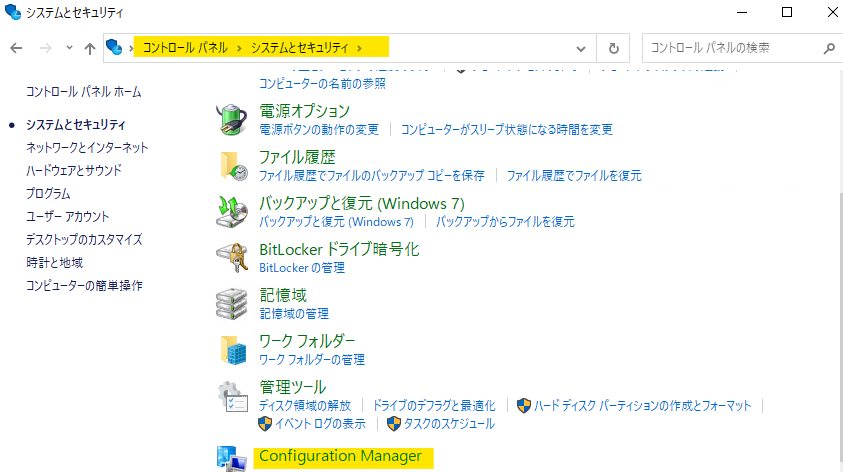 システムとセキュリティ
コントロール パネル > システムとセキュリティ >
コントロール パネルの検索
コントロール パネル ホーム
システムとセキュリティ
ネットワークとインターネット
ハードウェアとサウンド
プログラム
ユーザー アカウント
デスクトップのカスタマイズ
時計と地域
コンピューターの簡単操作
コンピューターの名前の参照
電源オプション
電源ボタンの動作の変更 | コンピューターがスリープ状態になる時間を変更
ファイル履歴
ファイル履歴でファイルのバックアップ コピーを保存 | ファイル履歴でファイルを復元
バックアップと復元 (Windows 7)
バックアップと復元 (Windows 7) | バックアップからファイルを復元
BitLocker ドライブ暗号化
BitLocker の管理
記憶域
記憶域の管理
ワーク フォルダー
ワーク フォルダーの管理
管理ツール
ディスク領域の解放 | ドライブのデフラグと最適化 | ハード ディスク パーティションの作成とフォーマット |
イベント ログの表示 | タスクのスケジュール
Configuration Manager